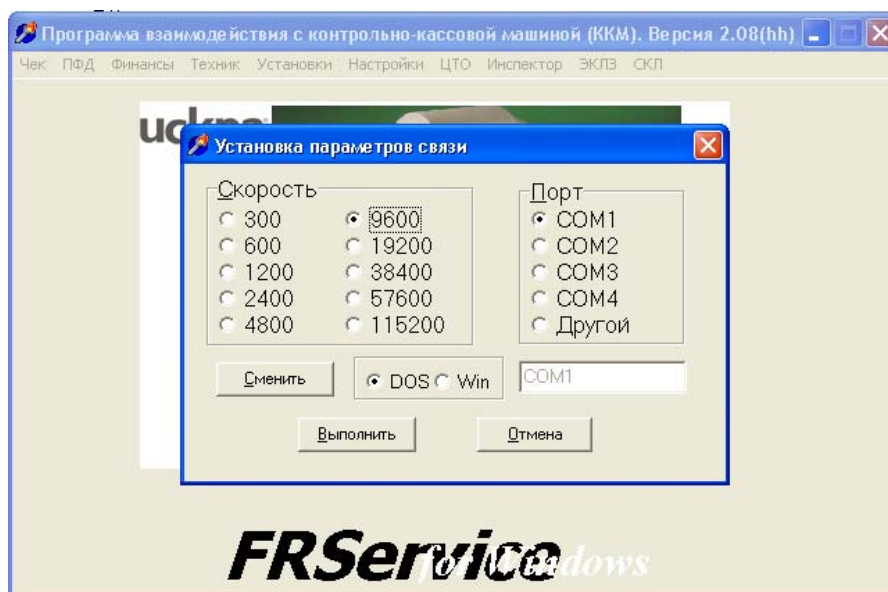 Программа взаимодействия с контрольно-кассовой машиной (ККМ). Версия 2.08(hh)
Чек ПФД Финансы Техник Установки Настройки ЦТО Инспектор ЭКЛЗ СКЛ
Установка параметров связи
Скорость
300 9600
600 19200
1200 38400
2400 57600
4800 115200
Порт
COM1
COM2
COM3
COM4
Другой
Сменить DOS Win COM1
Выполнить Отмена
FRService
for Windows